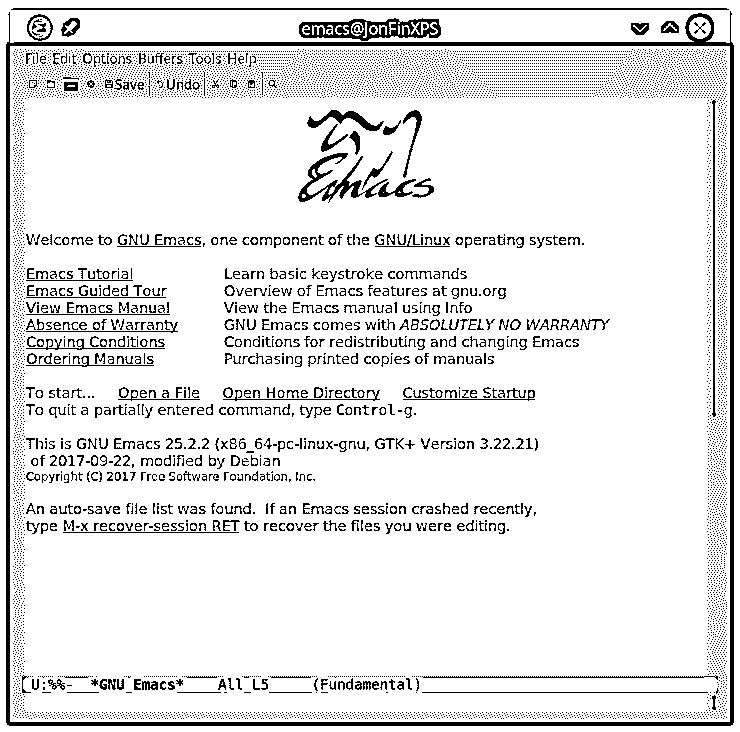 emacs@JonFinXPS
File Edit Options Buffers Tools Help
Save Undo
Emacs
Welcome to GNU Emacs, one component of the GNU/Linux operating system.
Emacs Tutorial Learn basic keystroke commands
Emacs Guided Tour Overview of Emacs features at gnu.org
View Emacs Manual View the Emacs manual using Info
Absence of Warranty GNU Emacs comes with ABSOLUTELY NO WARRANTY
Copying Conditions Conditions for redistributing and changing Emacs
Ordering Manuals Purchasing printed copies of manuals
To start... Open a File Open Home Directory Customize Startup
To quit a partially entered command, type Control-g.
This is GNU Emacs 25.2.2 (x86_64-pc-linux-gnu, GTK+ Version 3.22.21)
of 2017-09-22, modified by Debian
Copyright (C) 2017 Free Software Foundation, Inc.
An auto-save file list was found. If an Emacs session crashed recently,
type M-x recover-session RET to recover the files you were editing.
U:%%- *GNU Emacs* All L5 (Fundamental)